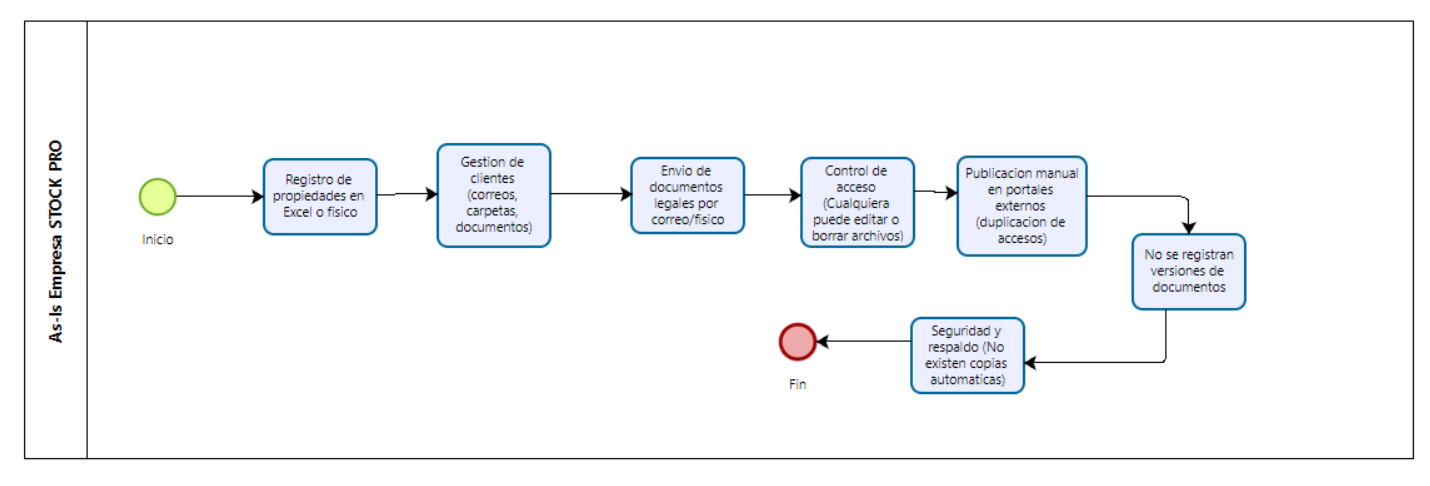 As-Is Empresa STOCK PRO
Inicio
Registro de
propiedades en
Excel o fisico
Gestion de
clientes
(correos,
carpetas,
documentos)
Envio de
documentos
legales por
correo/fisico
Control de
acceso
(Cualquiera
puede editar o
borrar archivos)
Publicacion manual
en portales
externos
(duplicacion de
accesos)
No se registran
versiones de
documentos
Seguridad y
respaldo (No
existen copias
automaticas)
Fin